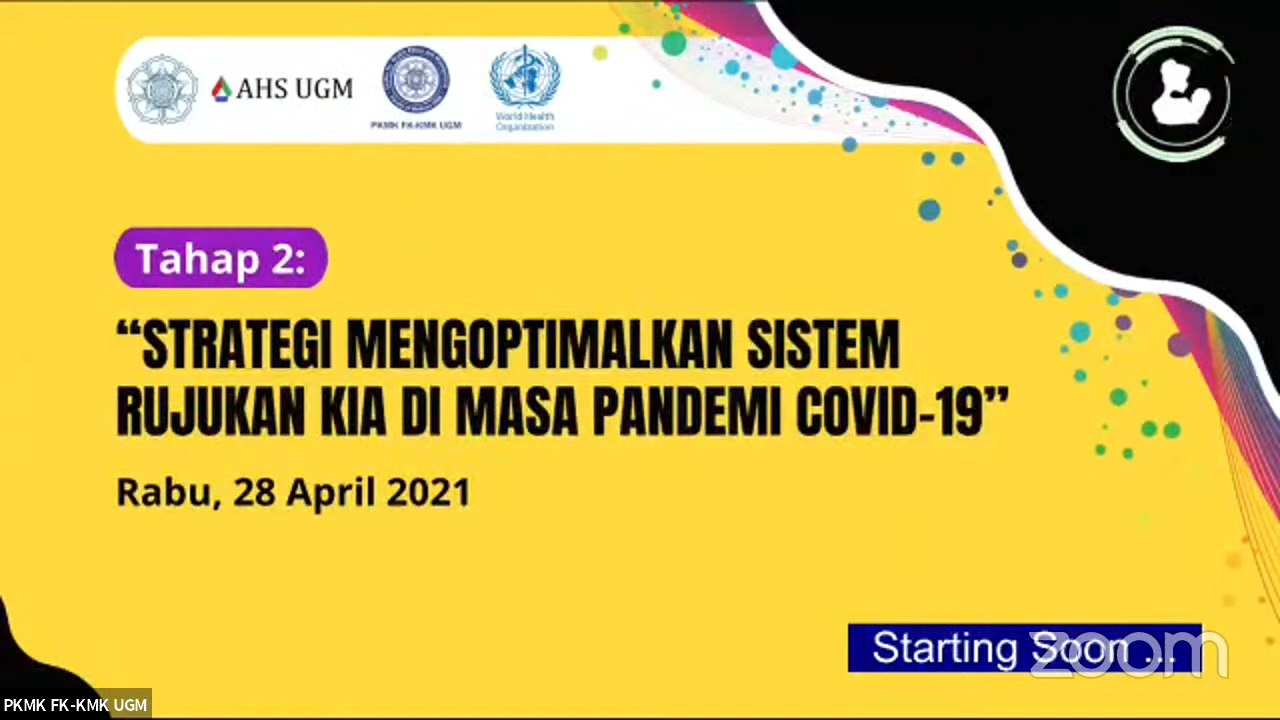 AHS UGM
PKMK FK-KMK UGM
World Health
Organization
Tahap 2:
“STRATEGI MENGOPTIMALKAN SISTEM
RUJUKAN KIA DI MASA PANDEMI COVID-19”
Rabu, 28 April 2021
Starting Soon ...
zoom
PKMK FK-KMK UGM